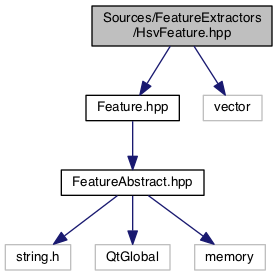 Sources/FeatureExtractors
/HsvFeature.hpp
Feature.hpp
vector
FeatureAbstract.hpp
string.h
QtGlobal
memory